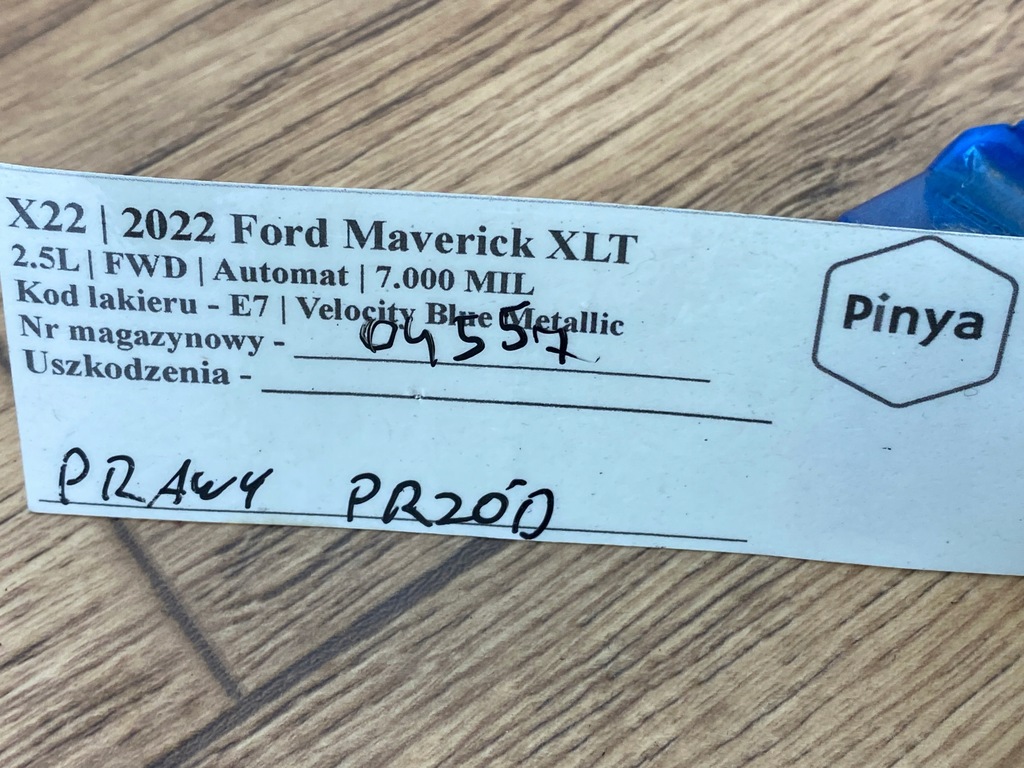 X22 | 2022 Ford Maverick XLT
2.5L | FWD | Automat | 7.000 MIL
Kod lakieru - E7 | Velocity Blue Metallic
Nr magazynowy - 04557
Uszkodzenia -
PRAWY PRZÓD
Pinya